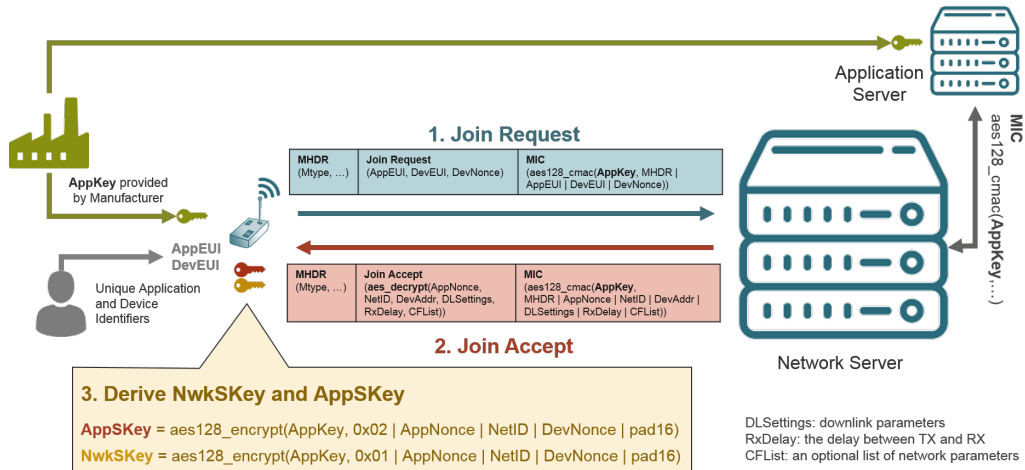 Application
Server
MIC
aes128_cmac(AppKey,...)
1. Join Request
MHDR
(Mtype, ...)
Join Request
(AppEUI, DevEUI, DevNonce)
MIC
(aes128_cmac(AppKey, MHDR |
AppEUI | DevEUI | DevNonce))
AppKey provided
by Manufacturer
AppEUI
DevEUI
Unique Application
and Device
Identifiers
MHDR
(Mtype, ...)
Join Accept
(aes_decrypt(AppNonce,
NetID, DevAddr, DLSettings,
RxDelay, CFList))
MIC
(aes128_cmac(AppKey,
MHDR | AppNonce | NetID | DevAddr |
DLSettings | RxDelay | CFList))
2. Join Accept
Network Server
3. Derive NwkSKey and AppSKey
AppSKey = aes128_encrypt(AppKey, 0x02 | AppNonce | NetID | DevNonce | pad16)
NwkSKey = aes128_encrypt(AppKey, 0x01 | AppNonce | NetID | DevNonce | pad16)
DLSettings: downlink parameters
RxDelay: the delay between TX and RX
CFList: an optional list of network parameters